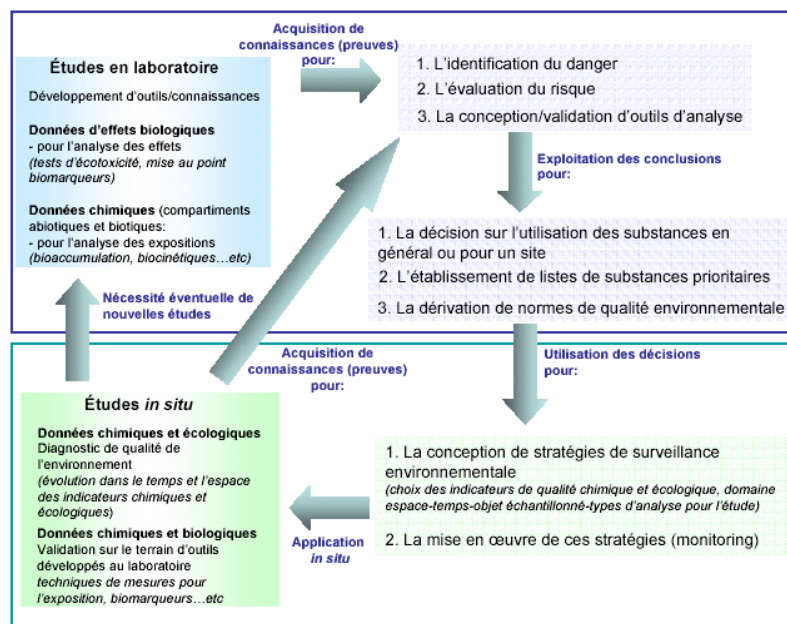 Acquisition de
connaissances (preuves)
pour:
Études en laboratoire
Développement d'outils/connaissances
Données d'effets biologiques
- pour l'analyse des effets
(tests d'écotoxicité, mise au point
biomarqueurs)
Données chimiques (compartiments
abiotiques et biotiques:
- pour l'analyse des expositions
(bioaccumulation, biocinétiques…etc)
1. L'identification du danger
2. L'évaluation du risque
3. La conception/validation d'outils d'analyse
Exploitation des conclusions
pour:
1. La décision sur l'utilisation des substances en
général ou pour un site
2. L'établissement de listes de substances prioritaires
3. La dérivation de normes de qualité environnementale
Nécessité éventuelle de
nouvelles études
Acquisition de
connaissances (preuves)
pour:
Utilisation des décisions
pour:
Études in situ
Données chimiques et écologiques
Diagnostic de qualité de
l'environnement
(évolution dans le temps et l'espace
des indicateurs chimiques et
écologiques)
Données chimiques et biologiques
Validation sur le terrain d'outils
développés au laboratoire
techniques de mesures pour
l'exposition, biomarqueurs…etc
1. La conception de stratégies de surveillance
environnementale
(choix des indicateurs de qualité chimique et écologique, domaine
espace-temps-objet échantillonné-types d'analyse pour l'étude)
2. La mise en œuvre de ces stratégies (monitoring)
Application
in situ